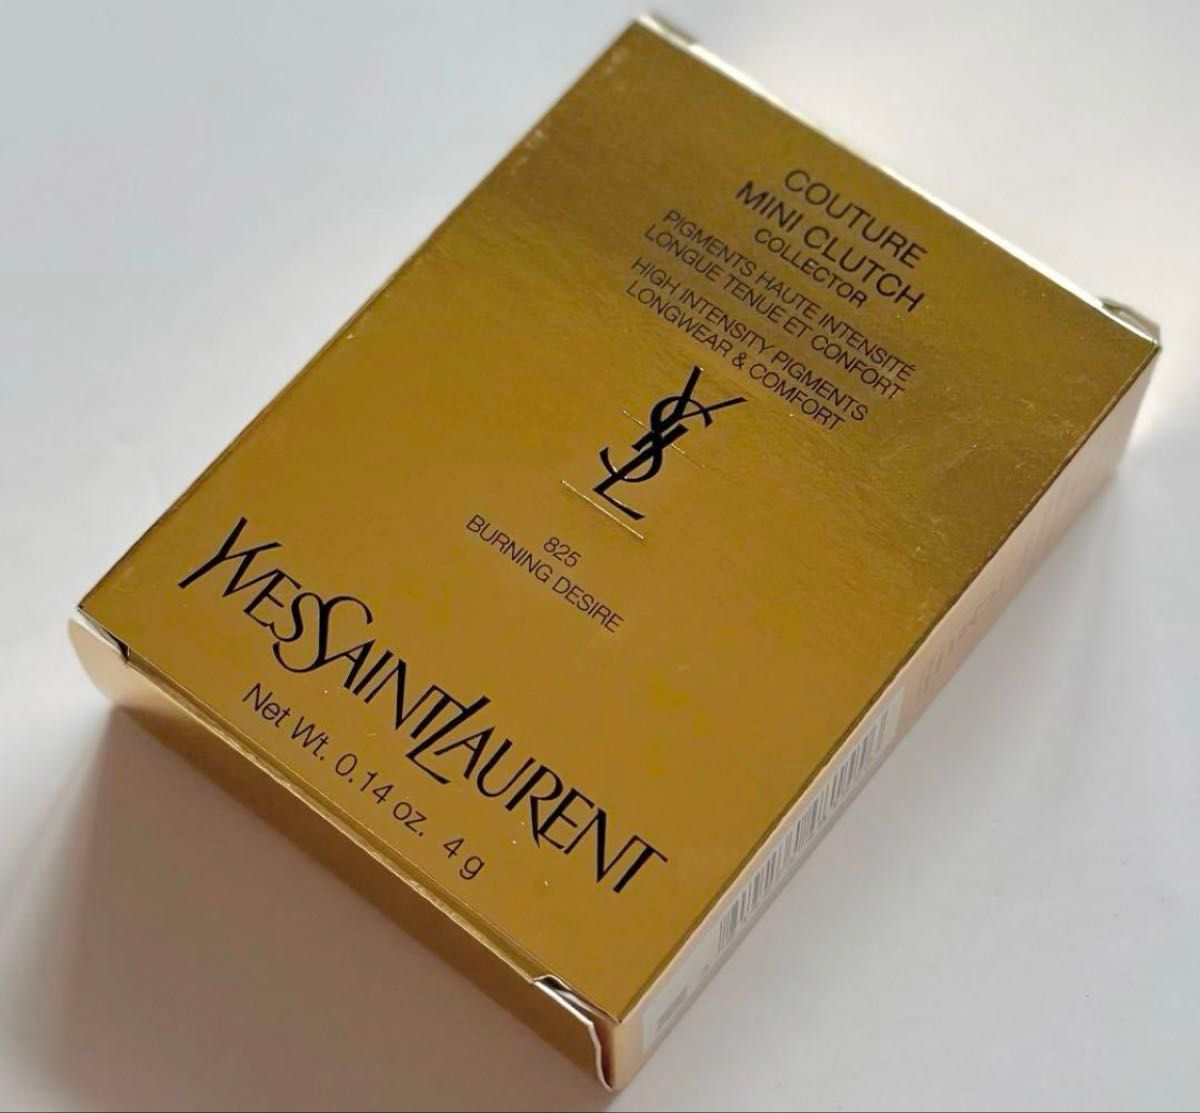 COUTURE
MINI CLUTCH
COLLECTOR
PIGMENTS HAUTE INTENSITÉ
LONGUE TENUE ET CONFORT
HIGH INTENSITY PIGMENTS
LONGWEAR & COMFORT
YSL
825
BURNING DESIRE
YVESSAINTLAURENT
Net Wt. 0.14 oz. 4 g